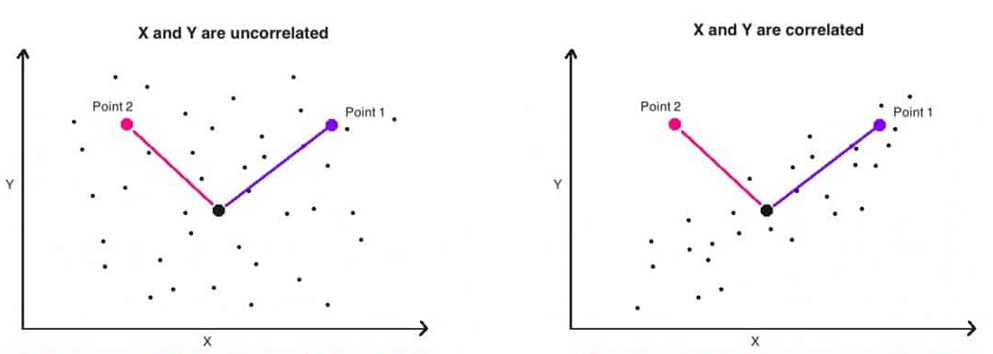 X and Y are uncorrelated
Point 2
Point 1
Y
X
X and Y are correlated
Point 2
Point 1
Y
X